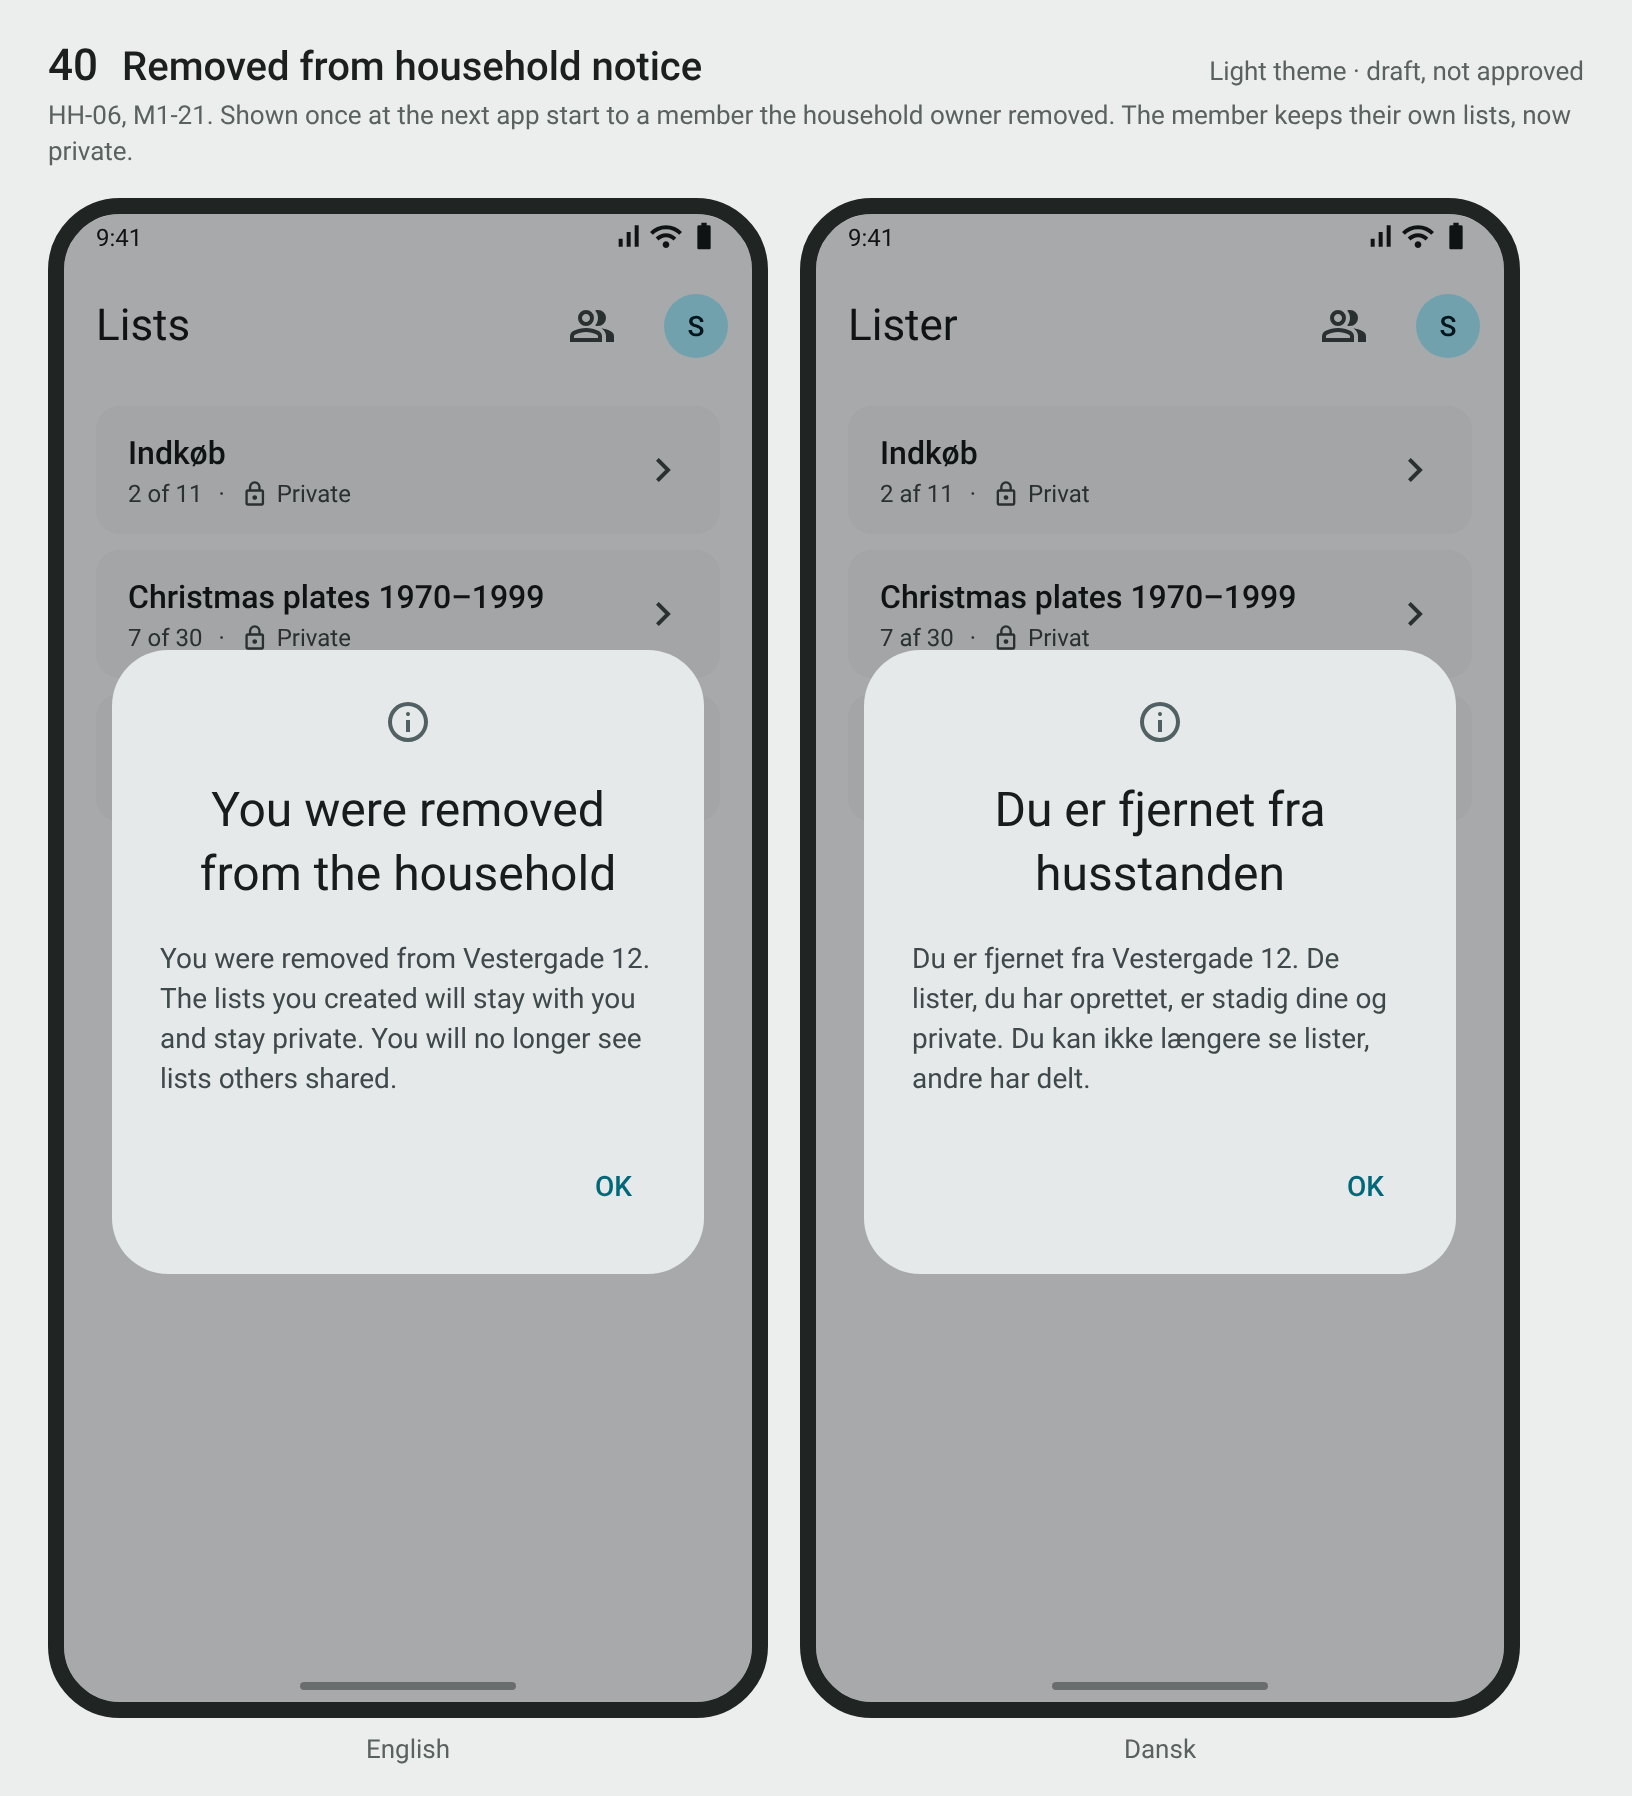 40 Removed from household notice
Light theme · draft, not approved
HH-06, M1-21. Shown once at the next app start to a member the household owner removed. The member keeps their own lists, now
private.
9:41
Lists
S
Indkøb
2 of 11 · Private
Christmas plates 1970–1999
7 of 30 · Private
You were removed
from the household
You were removed from Vestergade 12.
The lists you created will stay with you
and stay private. You will no longer see
lists others shared.
OK
English
9:41
Lister
S
Indkøb
2 af 11 · Privat
Christmas plates 1970–1999
7 af 30 · Privat
Du er fjernet fra
husstanden
Du er fjernet fra Vestergade 12. De
lister, du har oprettet, er stadig dine og
private. Du kan ikke længere se lister,
andre har delt.
OK
Dansk